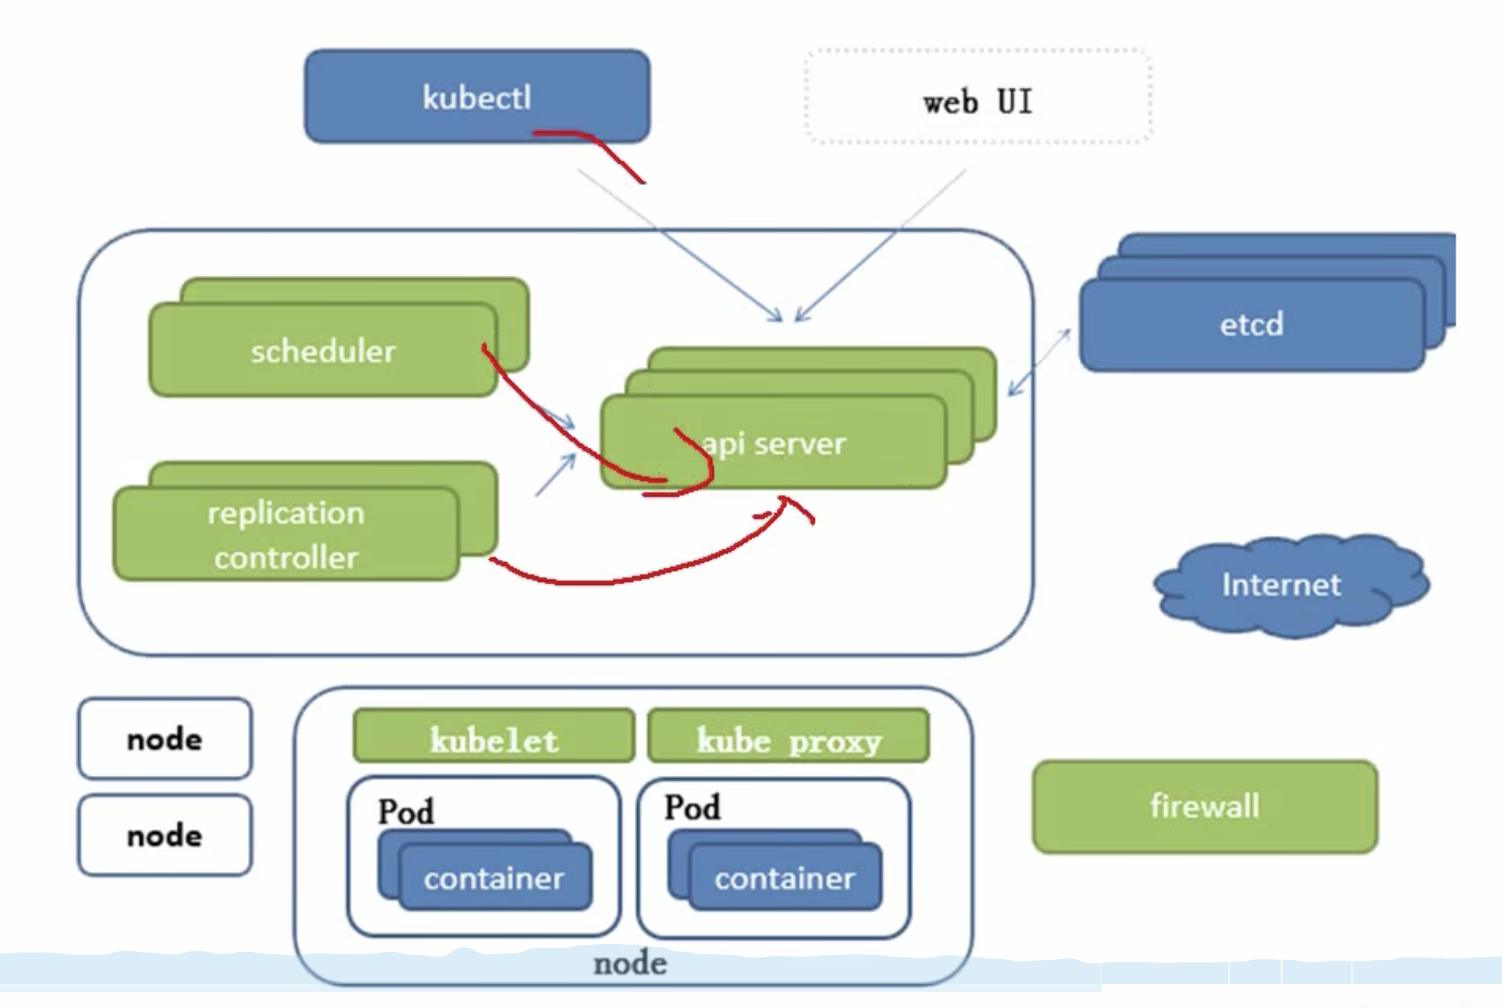 kubectl
web UI
scheduler
etcd
api server
replication
controller
Internet
node
kubelet
kube proxy
node
Pod
container
Pod
container
firewall
node